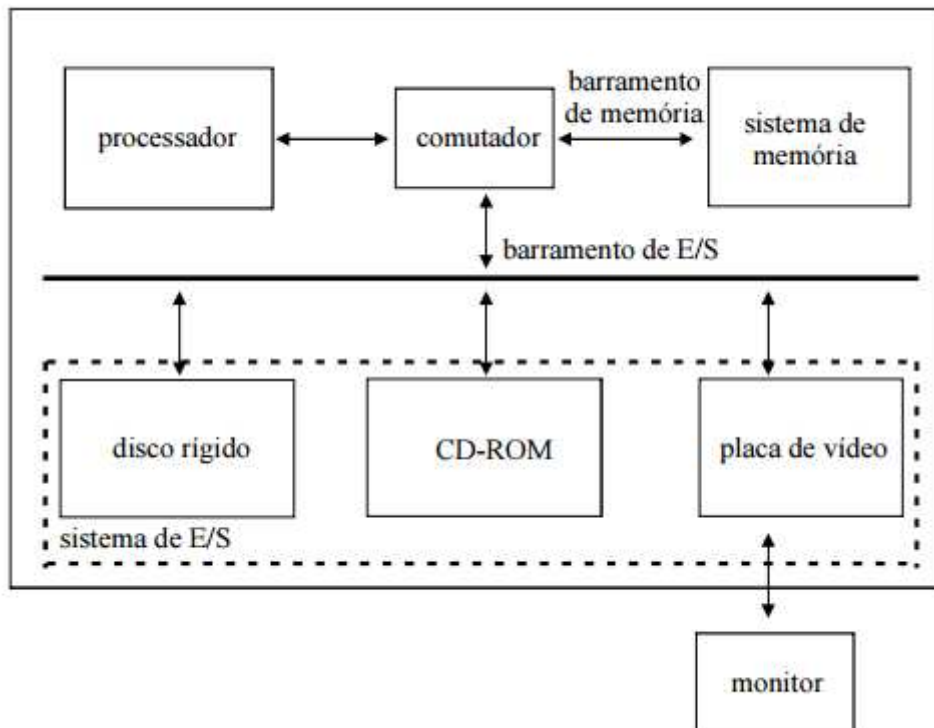 processador
comutador
barramento
de memória
sistema de
memória
barramento de E/S
disco rígido
CD-ROM
placa de vídeo
sistema de E/S
monitor